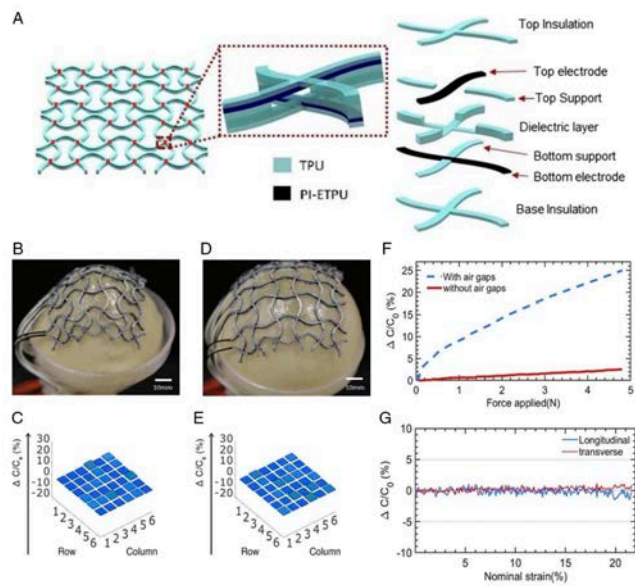 A
Top Insulation
Top electrode
Top Support
Dielectric layer
Bottom support
Bottom electrode
Base Insulation
TPU
PI-ETPU
B
10mm
D
10mm
F
25
20
15
10
5
0
With air gaps
without air gaps
Δ C/C₀ (%)
0 1 2 3 4 5
Force applied(N)
C
Δ C/C₀ (%)
30
20
10
0
-10
-20
1 2 3 4 5 6
Row
1 2 3 4 5 6
Column
E
Δ C/C₀ (%)
30
20
10
0
-10
-20
1 2 3 4 5 6
Row
1 2 3 4 5 6
Column
G
10
5
0
-5
-10
Longitudinal
transverse
Δ C/C₀ (%)
0 5 10 15 20
Nominal strain(%)